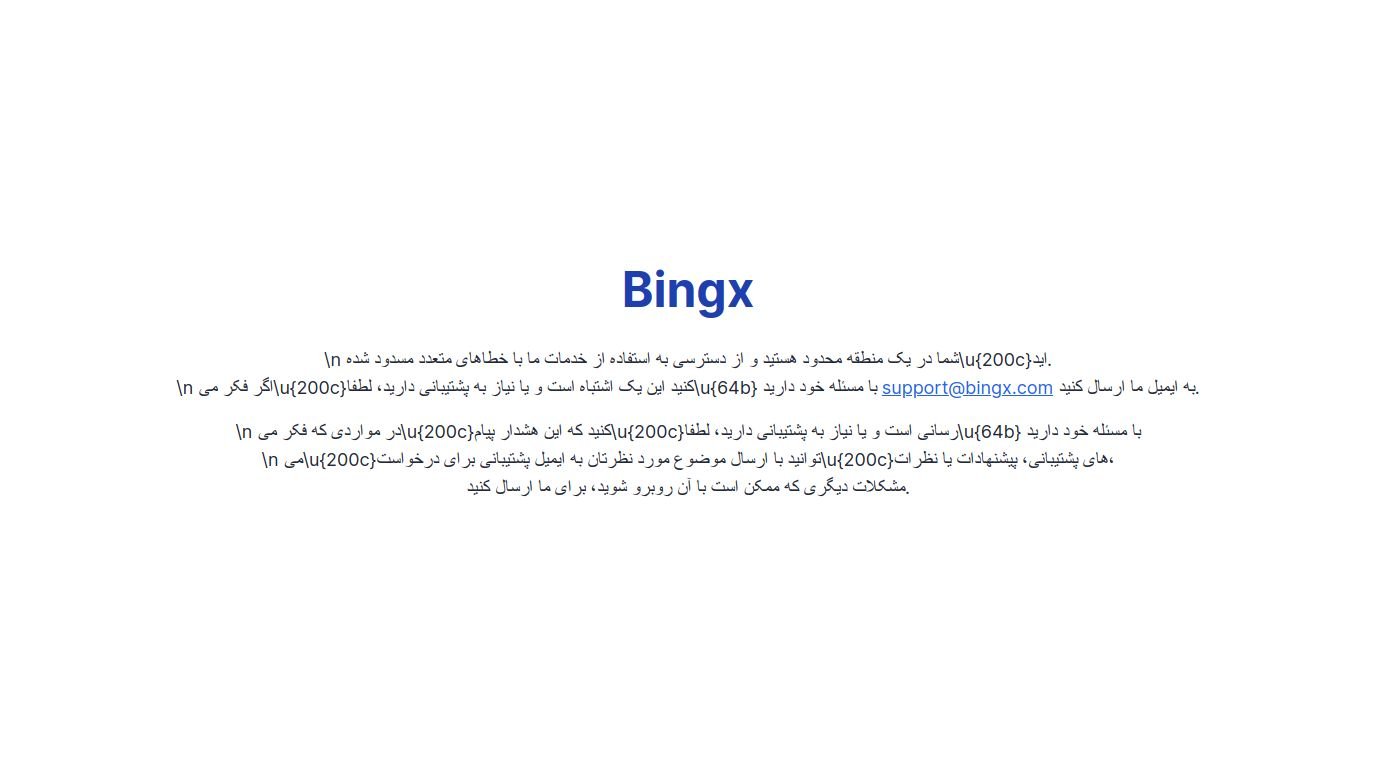 Bingx
\n شما در یک منطقه محدود هستید و از دسترسی به استفاده از خدمات ما با خطاهای متعدد مسدود شده\u{200c}اید.
\n اگر فکر می\u{200c}کنید این یک اشتباه است و یا نیاز به پشتیبانی دارید، لطفا\u{64b} با مسئله خود دارید support@bingx.com به ایمیل ما ارسال کنید.
\n در مواردی که فکر می\u{200c}کنید که این هشدار پیام\u{200c}رسانی است و یا نیاز به پشتیبانی دارید، لطفا\u{64b} با مسئله خود دارید
\n می\u{200c}توانید با ارسال موضوع مورد نظرتان به ایمیل پشتیبانی برای درخواست\u{200c}های پشتیبانی، پیشنهادات یا نظرات،
مشکلات دیگری که ممکن است با آن روبرو شوید، برای ما ارسال کنید.